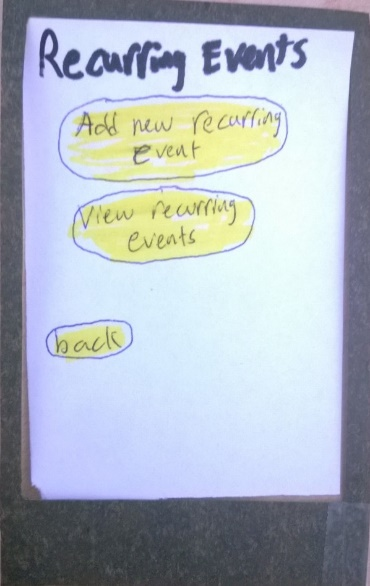 Recurring Events
Add new recurring
event
View recurring
events
back